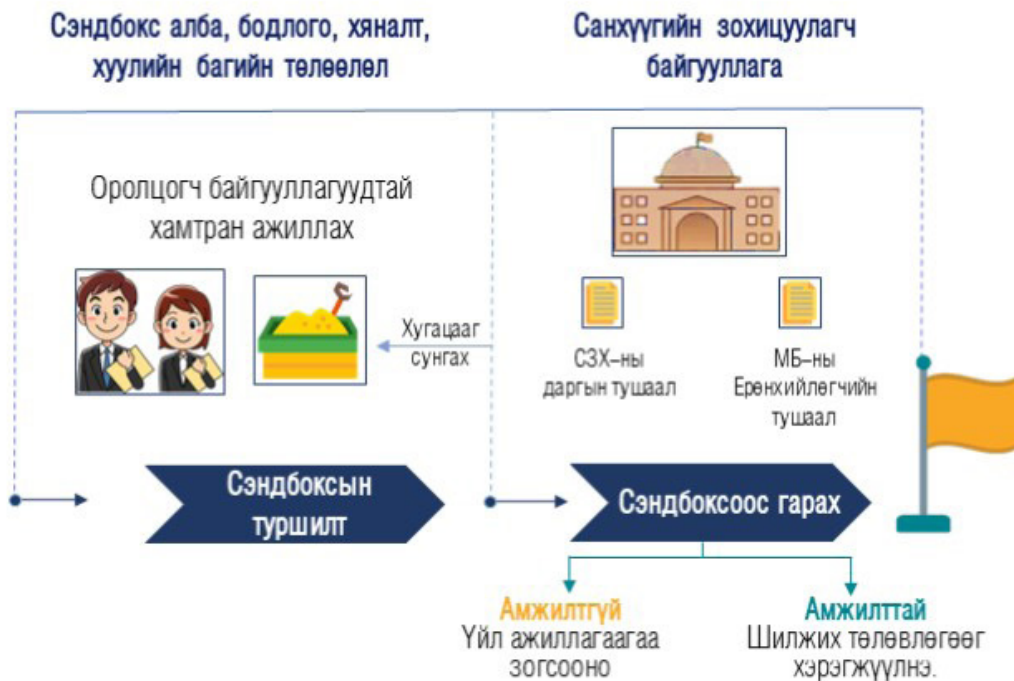 Сэндбокс алба, бодлого, хяналт,
хуулийн багийн төлөөлөл
Санхүүгийн зохицуулагч
байгууллага
Оролцогч байгууллагуудтай
хамтран ажиллах
Хугацааг
сунгах
СЗХ–ны
даргын тушаал
МБ–ны
Ерөнхийлөгчийн
тушаал
Сэндбоксын
туршилт
Сэндбоксоос гарах
Амжилтгүй
Үйл ажиллагаагаа
зогсооно
Амжилттай
Шилжих төлөвлөгөөг
хэрэгжүүлнэ.